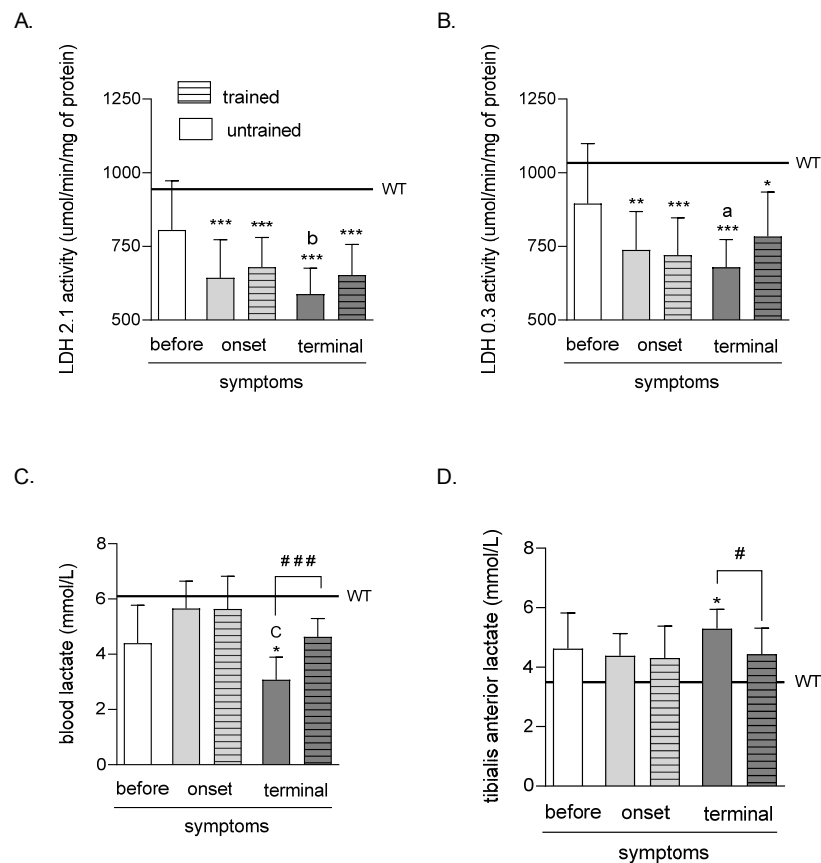 A.
LDH 2.1 activity (umol/min/mg of protein)
trained
untrained
1250
1000
750
500
WT
***
***
b
***
***
before onset terminal
symptoms
B.
LDH 0.3 activity (umol/min/mg of protein)
1250
1000
750
500
WT
**
***
a
***
*
before onset terminal
symptoms
C.
blood lactate (mmol/L)
8
6
4
2
0
WT
###
C
*
before onset terminal
symptoms
D.
tibialis anterior lactate (mmol/L)
8
6
4
2
0
WT
#
*
before onset terminal
symptoms